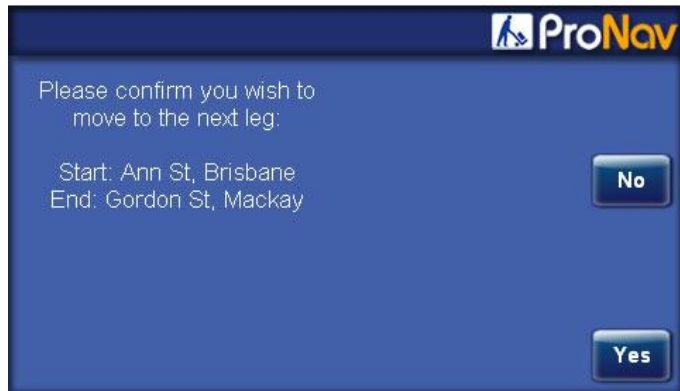 ProNav
Please confirm you wish to
move to the next leg:
Start: Ann St, Brisbane
End: Gordon St, Mackay
No
Yes